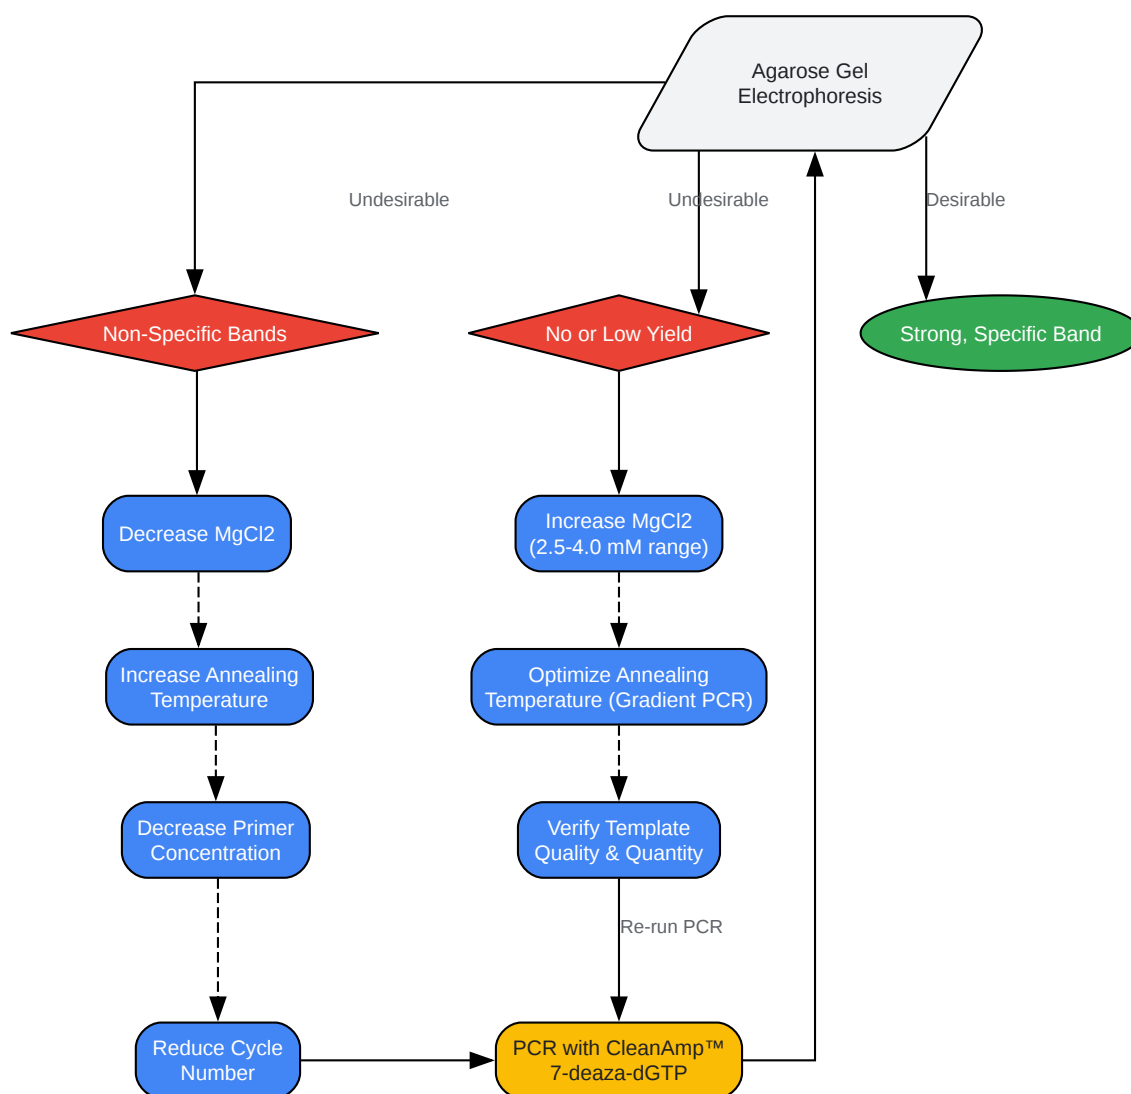 Agarose Gel
Electrophoresis
Undesirable
Undesirable
Desirable
Non-Specific Bands
No or Low Yield
Strong, Specific Band
Decrease MgCl2
Increase MgCl2
(2.5-4.0 mM range)
Increase Annealing
Temperature
Optimize Annealing
Temperature (Gradient PCR)
Decrease Primer
Concentration
Verify Template
Quality & Quantity
Re-run PCR
Reduce Cycle
Number
PCR with CleanAmp™
7-deaza-dGTP